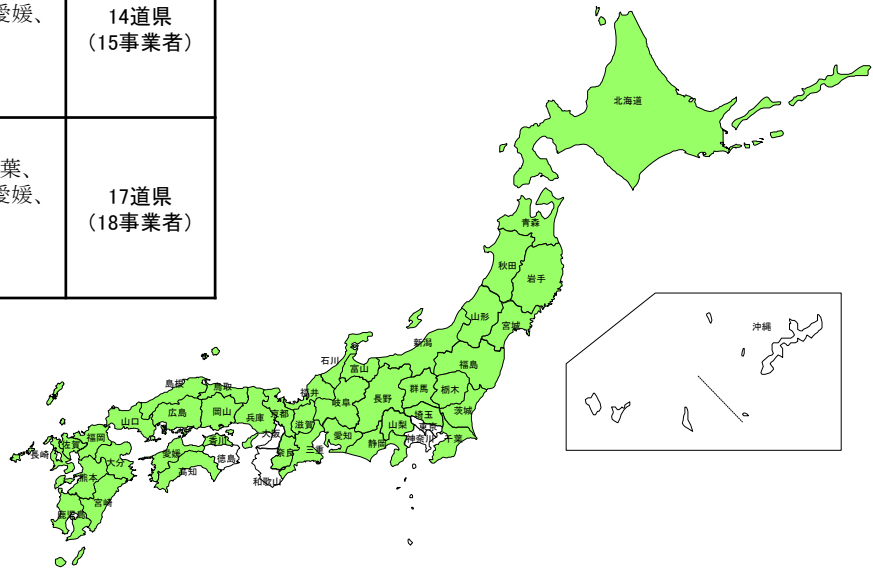 愛媛、
14道県
(15事業者)
葉、
愛媛、
17道県
(18事業者)
北海道
青森
秋田
岩手
山形
宮城
沖縄
新潟
石川
富山
福島
島根
鳥取
福井
長野
群馬
栃木
岐阜
広島
岡山
兵庫
京都
滋賀
茨城
山口
埼玉
愛知
山梨
東京
大阪
福岡
香川
静岡
神奈川
千葉
佐賀
奈良
三重
長崎
愛媛
徳島
大分
高知
熊本
和歌山
宮崎
鹿児島